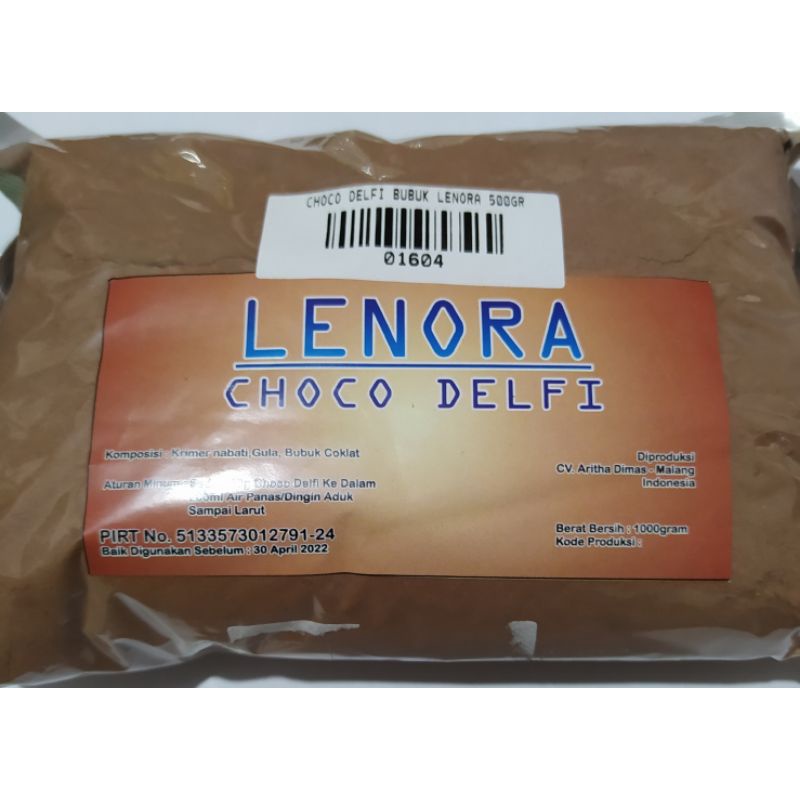 CHOCO DELFI BUBUK LENORA 500GR
01604
LENORA
CHOCO DELFI
Komposisi : Krimer nabati,Gula, Bubuk Coklat
Aturan Minum : Delfi Ke Dalam
Air Panas/Dingin Aduk
Sampai Larut
PIRT No. 5133573012791-24
Baik Digunakan Sebelum : 30 April 2022
Diproduksi
CV. Aritha Dimas - Malang
Indonesia
Berat Bersih : 1000gram
Kode Produksi :